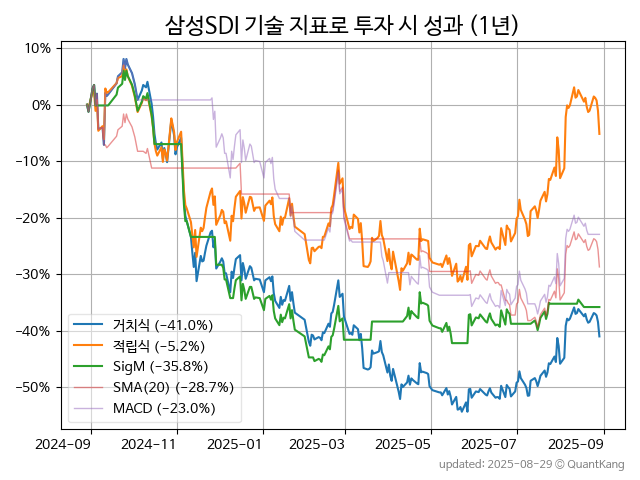 삼성SDI 기술 지표로 투자 시 성과 (1년)
10%
0%
−10%
−20%
−30%
−40%
−50%
거치식 (−41.0%)
적립식 (−5.2%)
SigM (−35.8%)
SMA(20) (−28.7%)
MACD (−23.0%)
2024-09
2024-11
2025-01
2025-03
2025-05
2025-07
2025-09
updated: 2025-08-29 © QuantKang